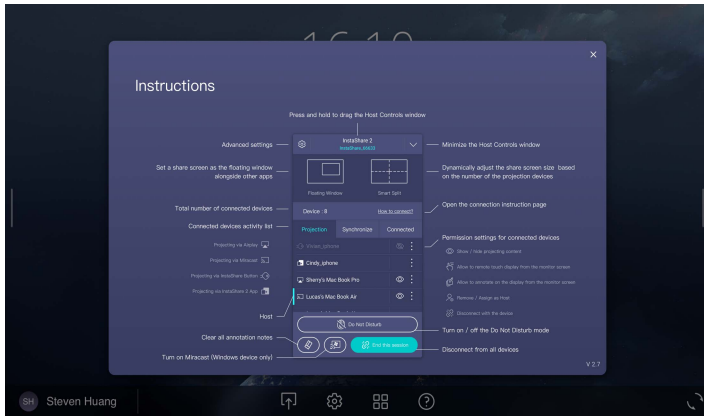 Instructions
Press and hold to drag the Host Controls window
Advanced settings
InstaShare 2
Minimize the Host Controls window
Set a share screen as the floating window
alongside other apps
Floating Window
Smart Split
Dynamically adjust the share screen size based
on the number of the projection devices
Total number of connected devices
Device : 8
How to connect?
Open the connection instruction page
Connected devices activity list
Projection
Synchronize
Connected
Permission settings for connected devices
Projecting via Airplay
Projecting via Miracast
Projecting via InstaShare Button
Projecting via InstaShare 2 App
Vivian_iphone
Cindy_iphone
Sherry's Mac Book Pro
Lucas's Mac Book Air
Show / Hide projecting content
Allow to remote touch display from the monitor screen
Allow to annotate on the display from the monitor screen
Remove / Assign as Host
Disconnect with the device
Host
Do Not Disturb
Turn on / off the Do Not Disturb mode
Clear all annotation notes
End this session
Disconnect from all devices
Turn on Miracast (Windows device only)
V 2.7
SH
Steven Huang